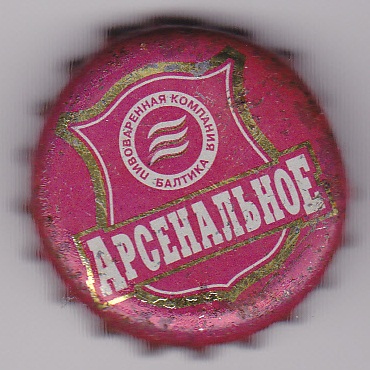 ПИВОВАРЕННАЯ КОМПАНИЯ
·БАЛТИКА·
АРСЕНАЛЬНОЕ